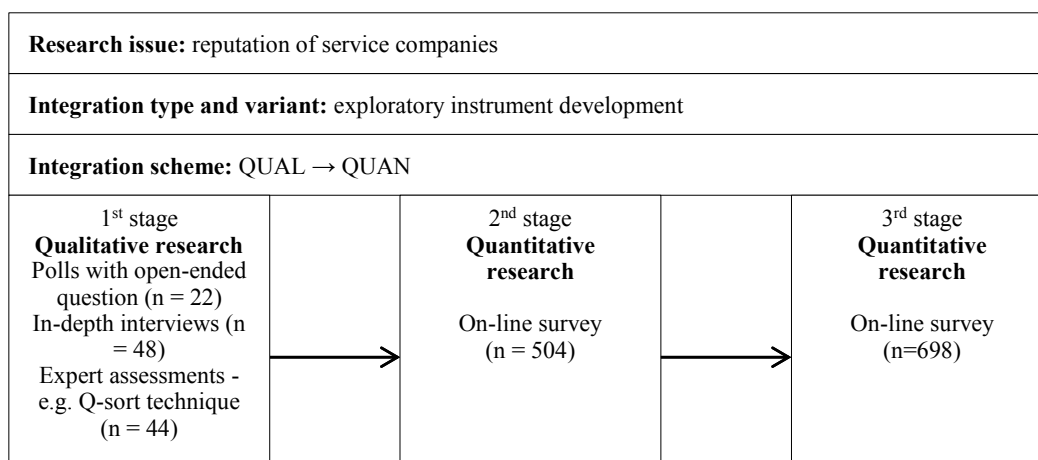 Research issue: reputation of service companies
Integration type and variant: exploratory instrument development
Integration scheme: QUAL → QUAN
1st stage
Qualitative research
Polls with open-ended
question (n = 22)
In-depth interviews (n
= 48)
Expert assessments -
e.g. Q-sort technique
(n = 44)
2nd stage
Quantitative
research
On-line survey
(n = 504)
3rd stage
Quantitative
research
On-line survey
(n=698)